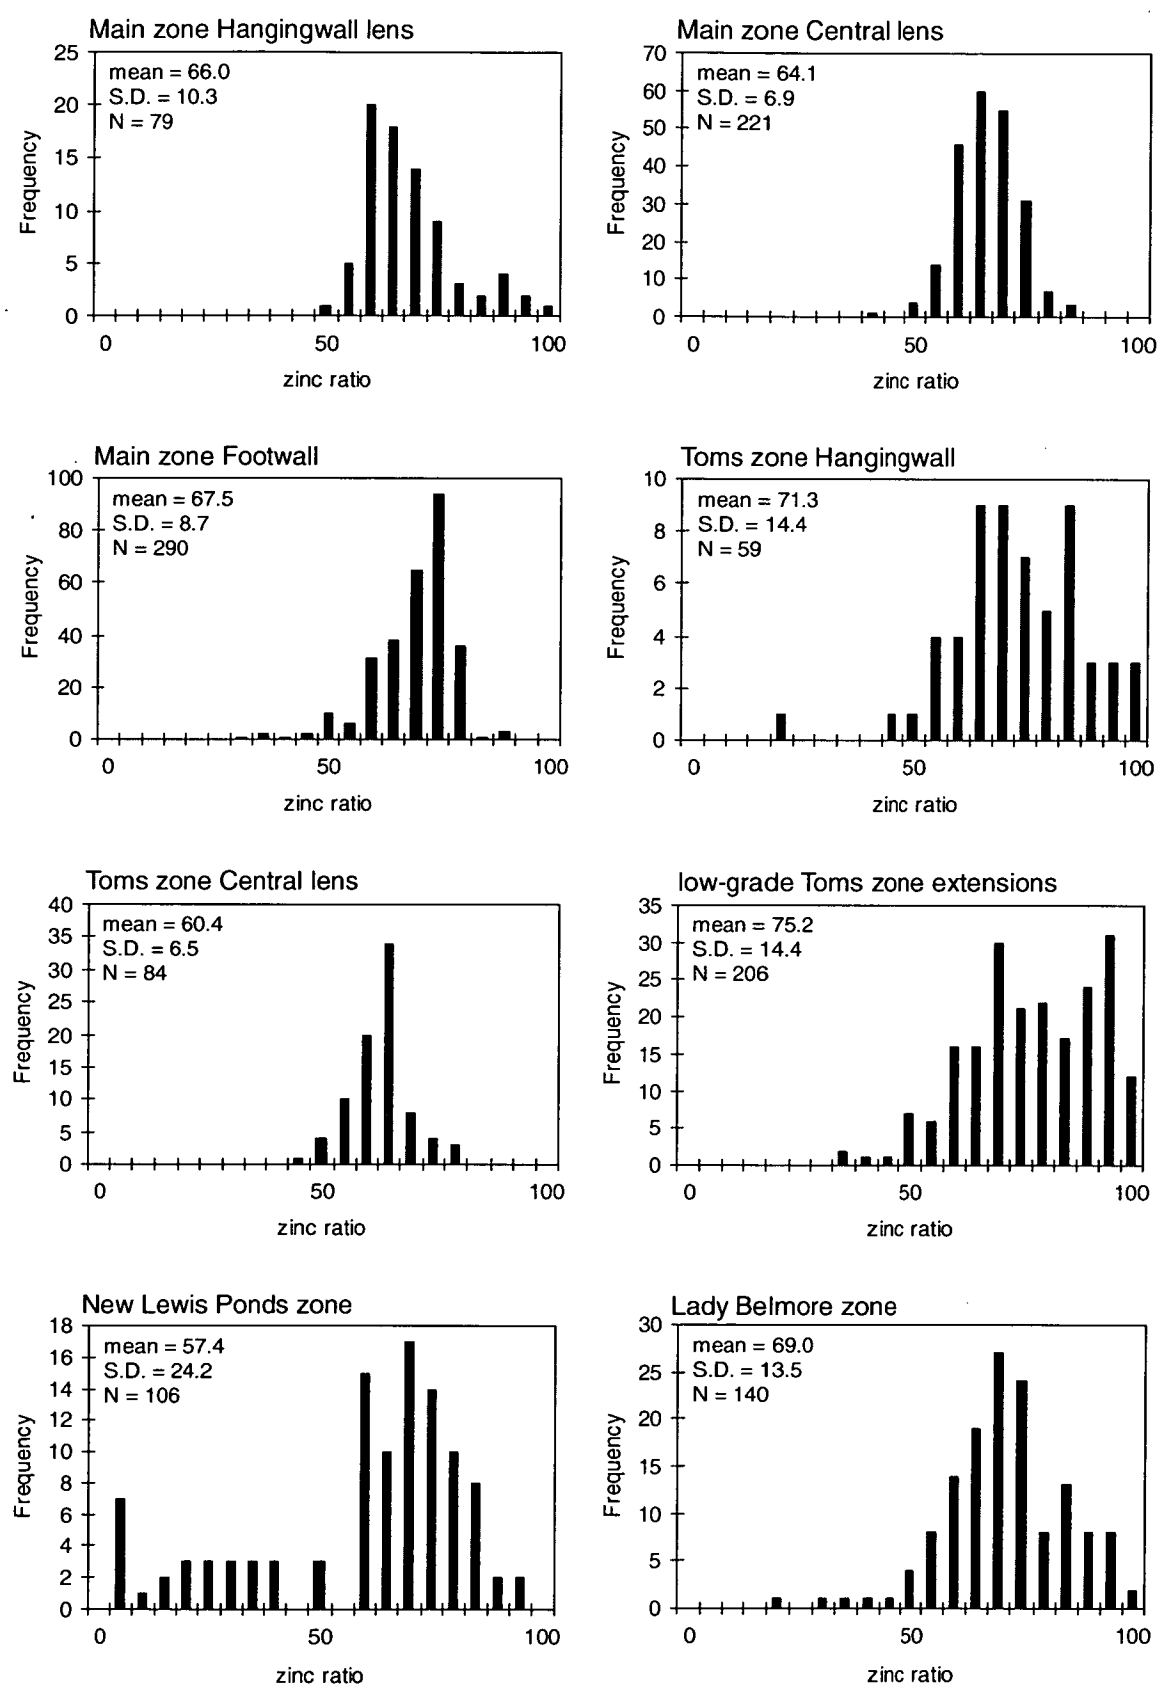 Main zone Hangingwall lens
mean = 66.0
S.D. = 10.3
N = 79
25
20
15
10
5
0
Frequency
0 50 100
zinc ratio
Main zone Central lens
mean = 64.1
S.D. = 6.9
N = 221
70
60
50
40
30
20
10
0
Frequency
0 50 100
zinc ratio
Main zone Footwall
mean = 67.5
S.D. = 8.7
N = 290
100
80
60
40
20
0
Frequency
0 50 100
zinc ratio
Toms zone Hangingwall
mean = 71.3
S.D. = 14.4
N = 59
10
8
6
4
2
0
Frequency
0 50 100
zinc ratio
Toms zone Central lens
mean = 60.4
S.D. = 6.5
N = 84
40
35
30
25
20
15
10
5
0
Frequency
0 50 100
zinc ratio
low-grade Toms zone extensions
mean = 75.2
S.D. = 14.4
N = 206
35
30
25
20
15
10
5
0
Frequency
0 50 100
zinc ratio
New Lewis Ponds zone
mean = 57.4
S.D. = 24.2
N = 106
18
16
14
12
10
8
6
4
2
0
Frequency
0 50 100
zinc ratio
Lady Belmore zone
mean = 69.0
S.D. = 13.5
N = 140
30
25
20
15
10
5
0
Frequency
0 50 100
zinc ratio